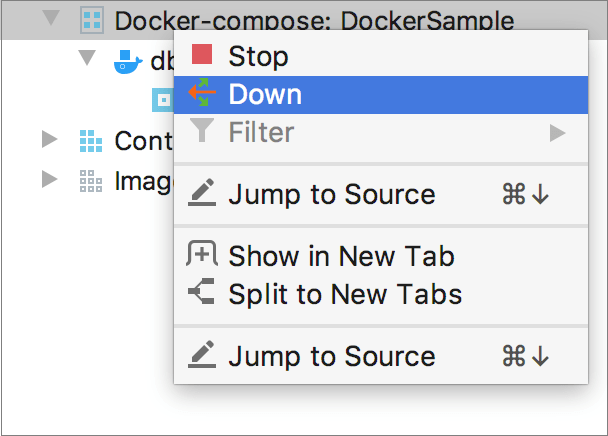 Docker-compose: DockerSample
db
Stop
Down
Cont
Filter
Imag
Jump to Source ⌘↓
Show in New Tab
Split to New Tabs
Jump to Source ⌘↓